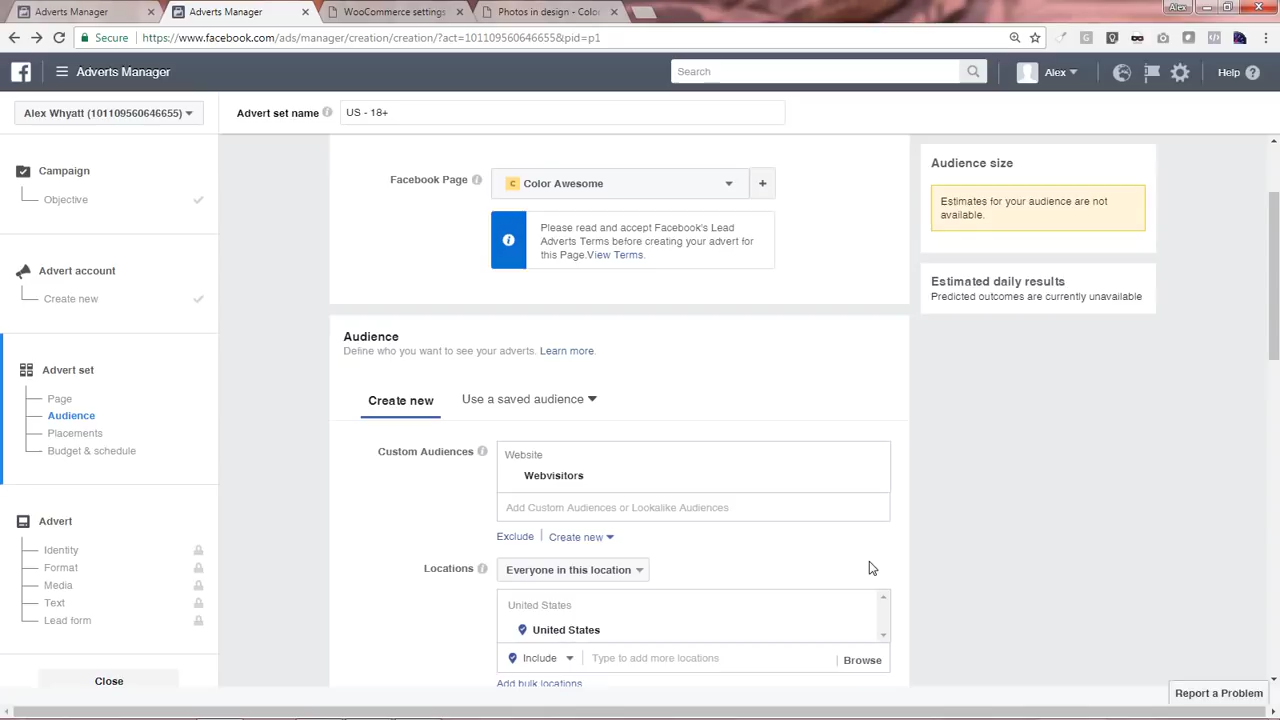 Adverts Manager
Adverts Manager
WooCommerce settings
Photos in design - Color
Alex
Secure
https://www.facebook.com/ads/manager/creation/creation/?act=101109560646655&pid=p1
Adverts Manager
Search
Alex
Help
Alex Whyatt (101109560646655)
Advert set name
US - 18+
Campaign
Objective
Advert account
Create new
Advert set
Page
Audience
Placements
Budget & schedule
Advert
Identity
Format
Media
Text
Lead form
Close
Facebook Page
C Color Awesome
+
Please read and accept Facebook's Lead
Adverts Terms before creating your advert for
this Page.View Terms.
Audience
Define who you want to see your adverts. Learn more.
Create new
Use a saved audience
Custom Audiences
Website
Webvisitors
Add Custom Audiences or Lookalike Audiences
Exclude
Create new
Locations
Everyone in this location
United States
United States
Include
Type to add more locations
Browse
Add bulk locations
Audience size
Estimates for your audience are not
available.
Estimated daily results
Predicted outcomes are currently unavailable
Report a Problem